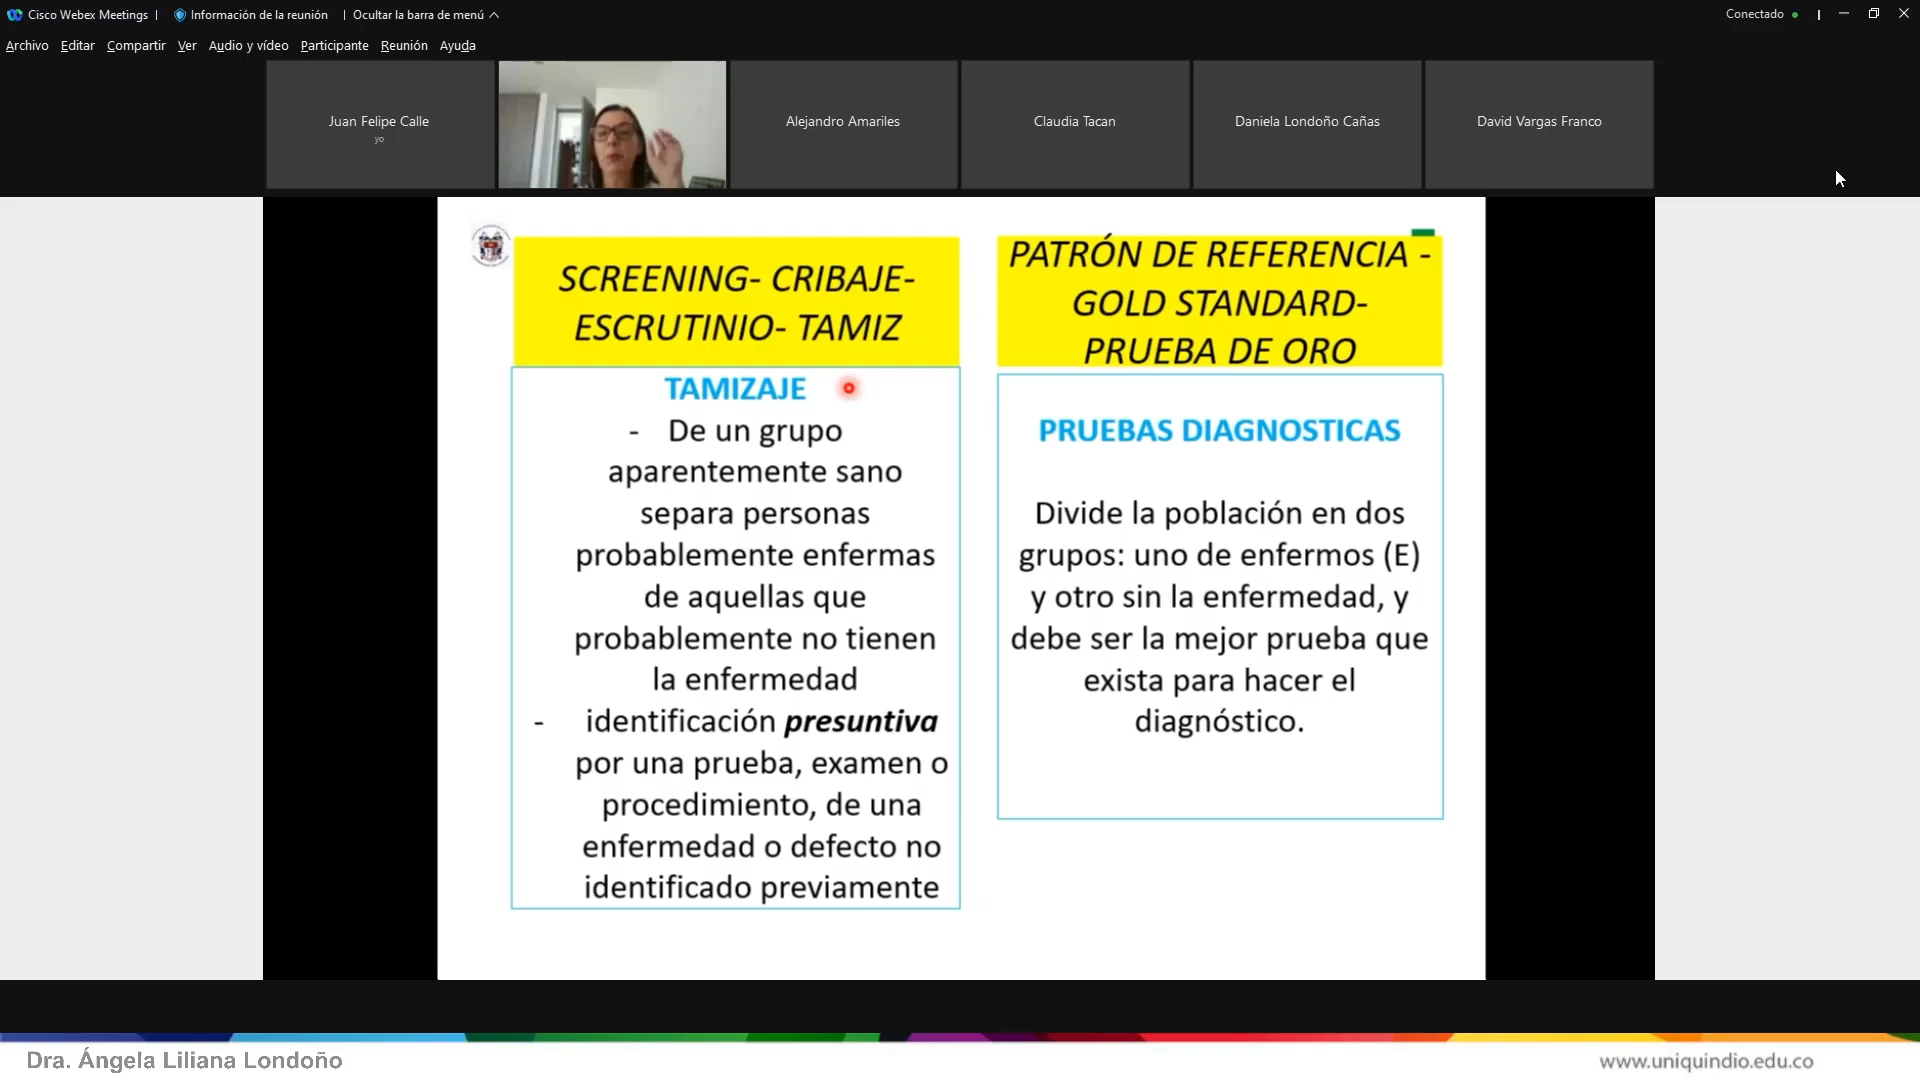 Cisco Webex Meetings | Información de la reunión | Ocultar la barra de menú
Conectado
Archivo Editar Compartir Ver Audio y vídeo Participante Reunión Ayuda
Juan Felipe Calle
yo
Alejandro Amariles
Claudia Tacan
Daniela Londoño Cañas
David Vargas Franco
SCREENING- CRIBAJE-
ESCRUTINIO- TAMIZ
TAMIZAJE
- De un grupo
aparentemente sano
separa personas
probablemente enfermas
de aquellas que
probablemente no tienen
la enfermedad
- identificación presuntiva
por una prueba, examen o
procedimiento, de una
enfermedad o defecto no
identificado previamente
PATRÓN DE REFERENCIA -
GOLD STANDARD-
PRUEBA DE ORO
PRUEBAS DIAGNOSTICAS
Divide la población en dos
grupos: uno de enfermos (E)
y otro sin la enfermedad, y
debe ser la mejor prueba que
exista para hacer el
diagnóstico.
Dra. Ángela Liliana Londoño
www.uniquindio.edu.co